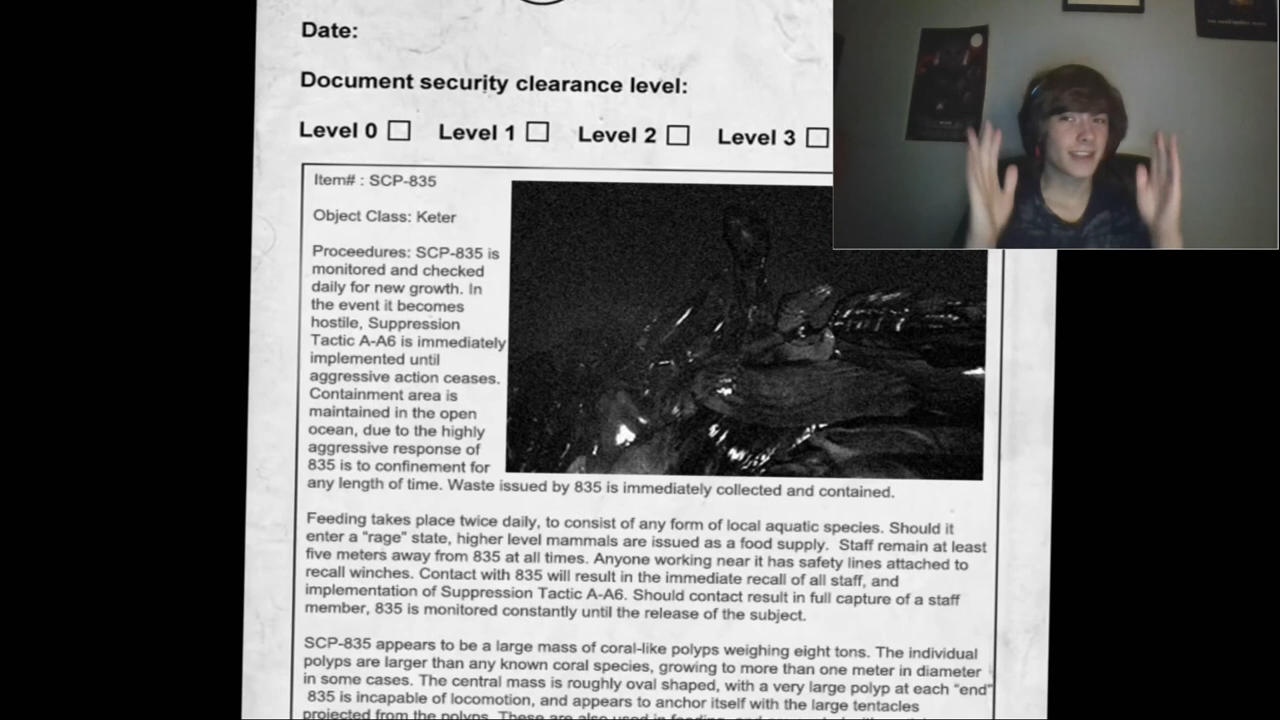 Date:
Document security clearance level:
Level 0 Level 1 Level 2 Level 3
Item# : SCP-835
Object Class: Keter
Proceedures: SCP-835 is
monitored and checked
daily for new growth. In
the event it becomes
hostile, Suppression
Tactic A-A6 is immediately
implemented until
aggressive action ceases.
Containment area is
maintained in the open
ocean, due to the highly
aggressive response of
835 is to confinement for
any length of time. Waste issued by 835 is immediately collected and contained.
Feeding takes place twice daily, to consist of any form of local aquatic species. Should it
enter a "rage" state, higher level mammals are issued as a food supply. Staff remain at least
five meters away from 835 at all times. Anyone working near it has safety lines attached to
recall winches. Contact with 835 will result in the immediate recall of all staff, and
implementation of Suppression Tactic A-A6. Should contact result in full capture of a staff
member, 835 is monitored constantly until the release of the subject.
SCP-835 appears to be a large mass of coral-like polyps weighing eight tons. The individual
polyps are larger than any known coral species, growing to more than one meter in diameter
in some cases. The central mass is roughly oval shaped, with a very large polyp at each "end"
835 is incapable of locomotion, and appears to anchor itself with the large tentacles
projected from the polyps. These are also used in feeding, and